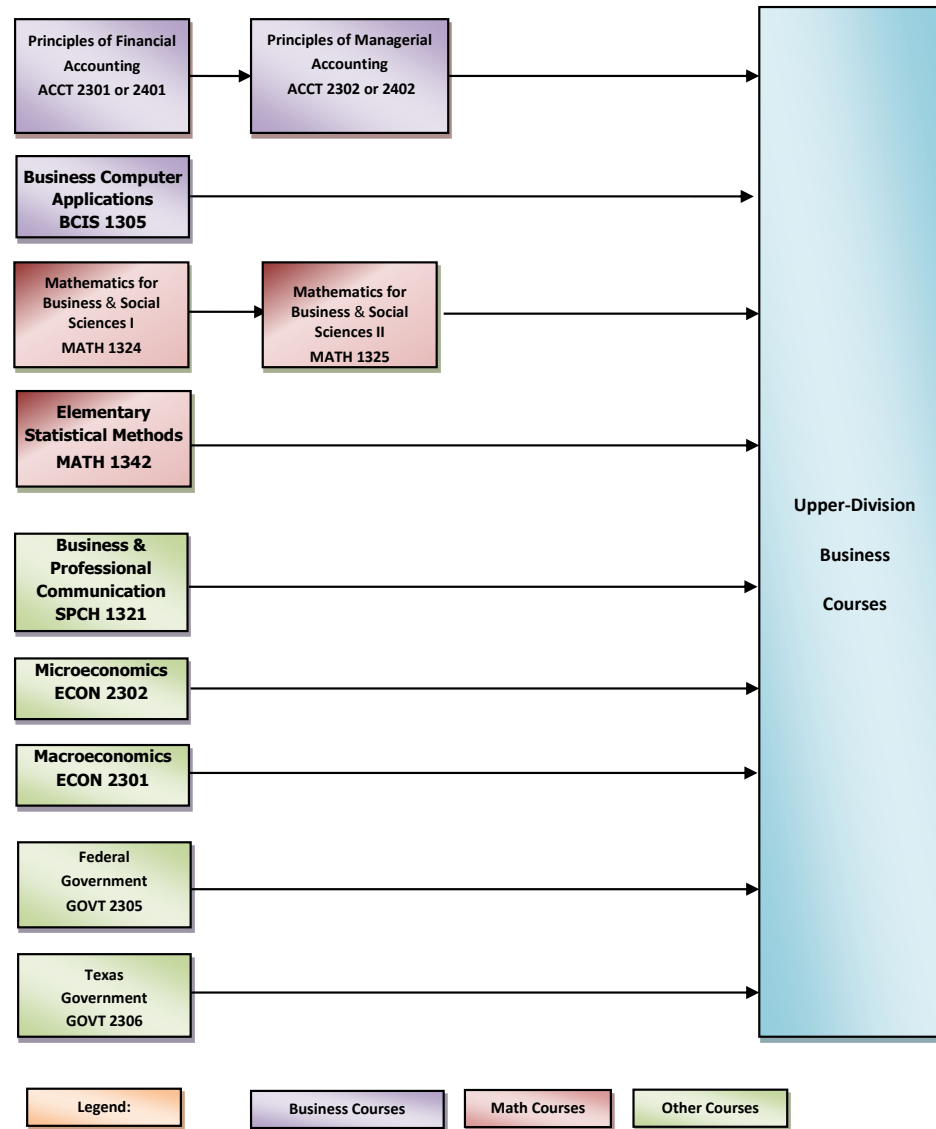 Principles of Financial
Accounting
ACCT 2301 or 2401
Principles of Managerial
Accounting
ACCT 2302 or 2402
Business Computer
Applications
BCIS 1305
Mathematics for
Business & Social
Sciences I
MATH 1324
Mathematics for
Business & Social
Sciences II
MATH 1325
Elementary
Statistical Methods
MATH 1342
Business &
Professional
Communication
SPCH 1321
Microeconomics
ECON 2302
Macroeconomics
ECON 2301
Federal
Government
GOVT 2305
Texas
Government
GOVT 2306
Upper-Division
Business
Courses
Legend:
Business Courses
Math Courses
Other Courses